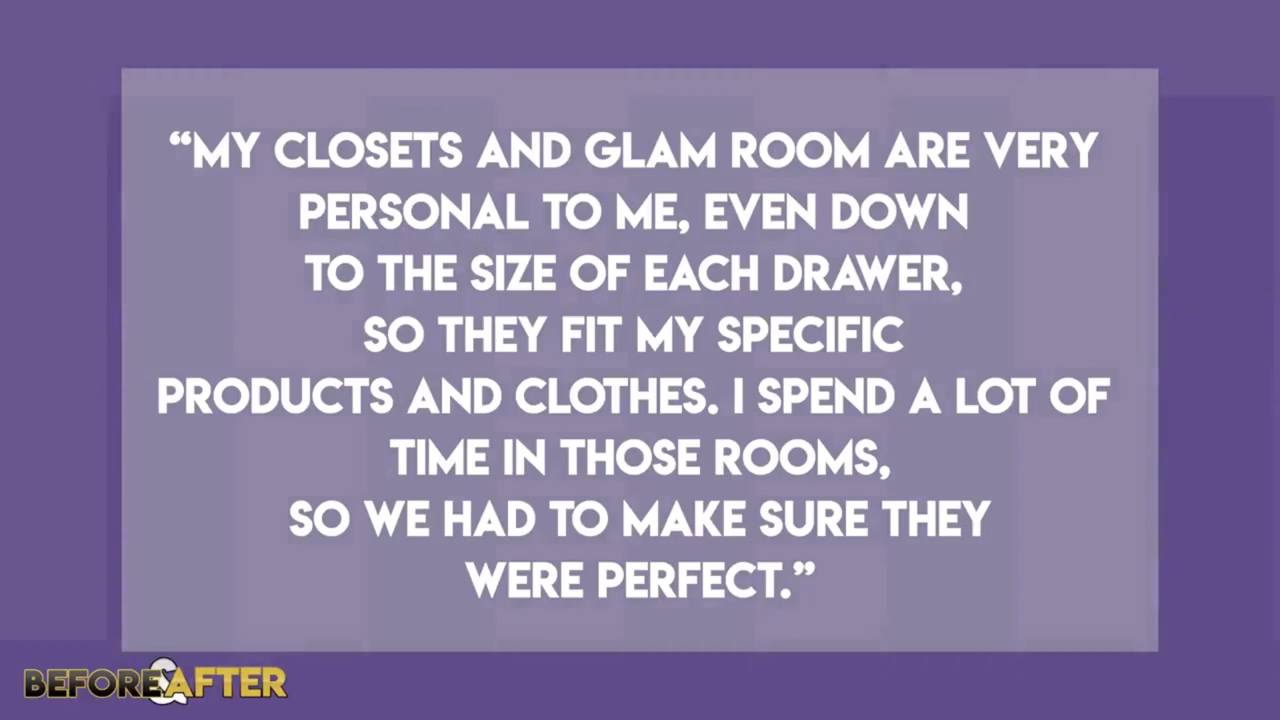 “MY CLOSETS AND GLAM ROOM ARE VERY
PERSONAL TO ME, EVEN DOWN
TO THE SIZE OF EACH DRAWER,
SO THEY FIT MY SPECIFIC
PRODUCTS AND CLOTHES. I SPEND A LOT OF
TIME IN THOSE ROOMS,
SO WE HAD TO MAKE SURE THEY
WERE PERFECT.”
BEFORE & AFTER